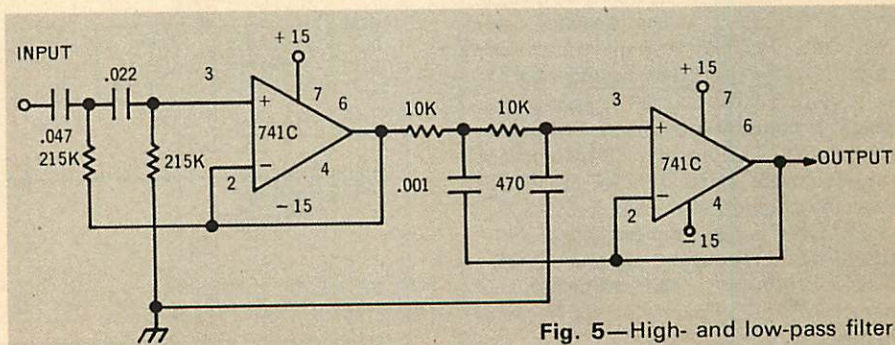 INPUT
.047
.022
215K
215K
3
+
−
741C
2
+15
7
6
4
−15
10K
10K
.001
470
3
+
−
741C
2
+15
7
6
4
−15
OUTPUT
Fig. 5—High- and low-pass filter